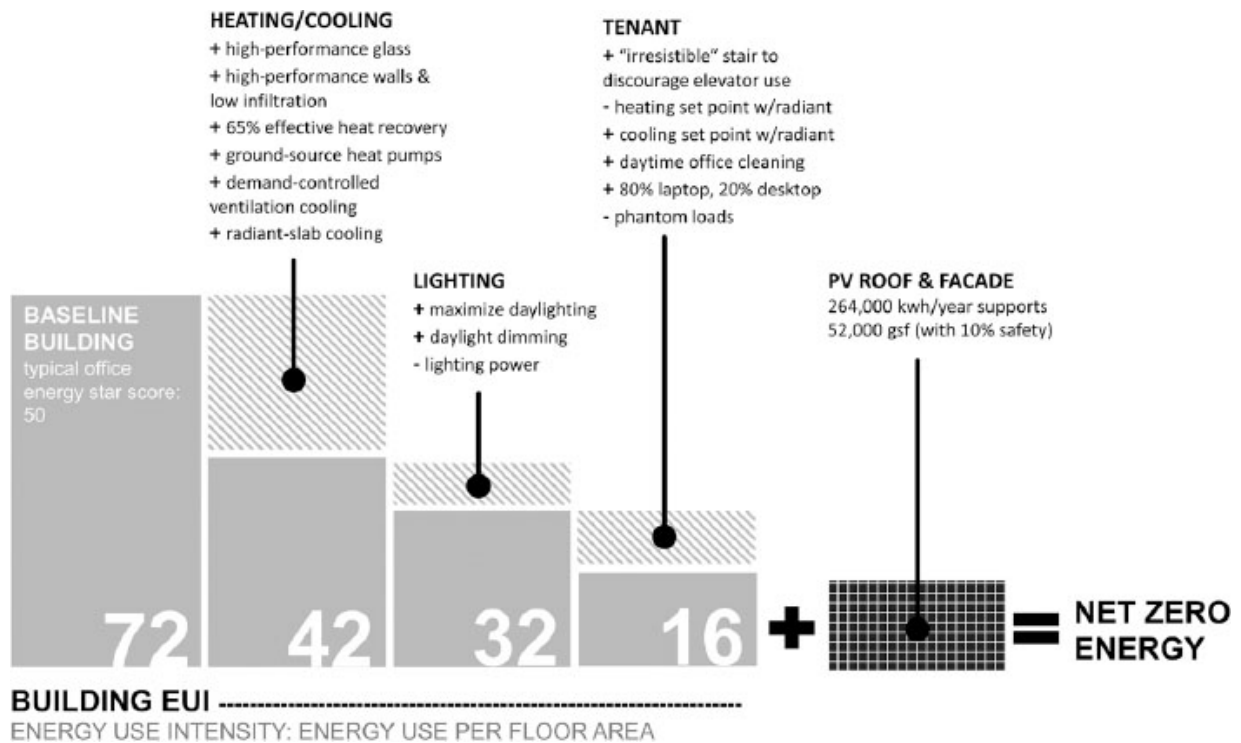 HEATING/COOLING
+ high-performance glass
+ high-performance walls &
low infiltration
+ 65% effective heat recovery
+ ground-source heat pumps
+ demand-controlled
ventilation cooling
+ radiant-slab cooling
TENANT
+ “irresistible” stair to
discourage elevator use
- heating set point w/radiant
+ cooling set point w/radiant
+ daytime office cleaning
+ 80% laptop, 20% desktop
- phantom loads
LIGHTING
+ maximize daylighting
+ daylight dimming
- lighting power
PV ROOF & FACADE
264,000 kwh/year supports
52,000 gsf (with 10% safety)
BASELINE
BUILDING
typical office
energy star score:
50
72
42
32
16
+
=
NET ZERO
ENERGY
BUILDING EUI
ENERGY USE INTENSITY: ENERGY USE PER FLOOR AREA